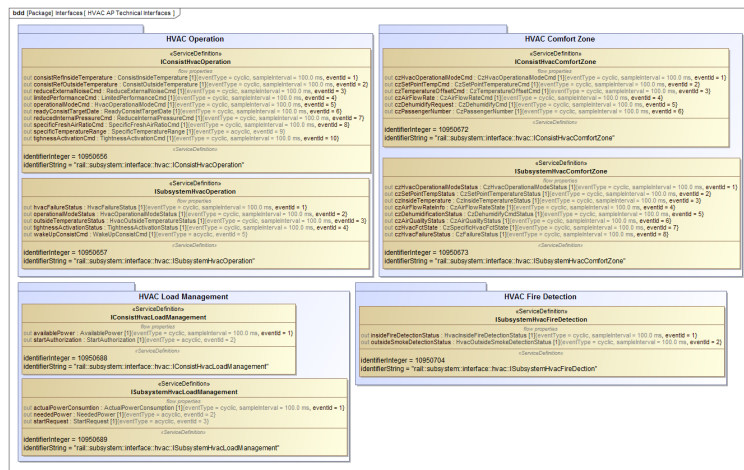 bdd [Package] Interfaces [ HVAC AP Technical Interfaces ]
HVAC Operation
«ServiceDefinition»
IConsistHvacOperation
flow properties
out consistRefInsideTemperature : ConsistInsideTemperature [1]{eventType = cyclic, sampleInterval = 100.0 ms, eventId = 1}
out consistRefOutsideTemperature : ConsistOutsideTemperature [1]{eventType = cyclic, sampleInterval = 100.0 ms, eventId = 2}
out reduceExternalNoiseCmd : ReduceExternalNoiseCmd [1]{eventType = cyclic, sampleInterval = 100.0 ms, eventId = 3}
out limitedPerformanceCmd : LimitedPerformanceCmd [1]{eventType = cyclic, sampleInterval = 100.0 ms, eventId = 4}
out operationalModeCmd : HvacOperationalModeCmd [1]{eventType = cyclic, sampleInterval = 100.0 ms, eventId = 5}
out readyConsistTargetDate : ReadyConsistTargetDate [1]{eventType = cyclic, sampleInterval = 100.0 ms, eventId = 6}
out reducedInternalPressureCmd : ReduceInternalPressureCmd [1]{eventType = cyclic, sampleInterval = 100.0 ms, eventId = 7}
out specificFreshAirRatioCmd : SpecificFreshAirRatioCmd [1]{eventType = cyclic, sampleInterval = 100.0 ms, eventId = 8}
out specificTemperatureRange : SpecificTemperatureRange [1]{eventType = acyclic, eventId = 9}
out tighnessActivationCmd : TightnessActivationCmd [1]{eventType = cyclic, sampleInterval = 100.0 ms, eventId = 10}
«ServiceDefinition»
identifierInteger = 10950656
identifierString = "rail::subsystem::interface::hvac::IConsistHvacOperation"
«ServiceDefinition»
ISubsystemHvacOperation
flow properties
out hvacFailureStatus : HvacFailureStatus [1]{eventType = cyclic, sampleInterval = 100.0 ms, eventId = 1}
out operationalModeStatus : HvacOperationalModeStatus [1]{eventType = cyclic, sampleInterval = 100.0 ms, eventId = 2}
out outsideTemperatureStatus : HvacOutsideTemperatureStatus [1]{eventType = cyclic, sampleInterval = 100.0 ms, eventId = 3}
out tightnessActivationStatus : TightnessActivationStatus [1]{eventType = cyclic, sampleInterval = 100.0 ms, eventId = 4}
out wakeUpConsistCmd : WakeUpConsistCmd [1]{eventType = acyclic, eventId = 5}
«ServiceDefinition»
identifierInteger = 10950657
identifierString = "rail::subsystem::interface::hvac::ISubsystemHvacOperation"
HVAC Comfort Zone
«ServiceDefinition»
IConsistHvacComfortZone
flow properties
out czHvacOperationalModeCmd : CzHvacOperationalModeCmd [1]{eventType = cyclic, sampleInterval = 100.0 ms, eventId = 1}
out czSetPointTempCmd : CzSetPointTemperatureCmd [1]{eventType = cyclic, sampleInterval = 100.0 ms, eventId = 2}
out czTemperatureOffsetCmd : CzTemperatureOffsetCmd [1]{eventType = cyclic, sampleInterval = 100.0 ms, eventId = 3}
out czAirFlowRate : CzAirFlowRateCmd [1]{eventType = cyclic, sampleInterval = 100.0 ms, eventId = 4}
out czDehumidifyRequest : CzDehumidifyCmd [1]{eventType = cyclic, sampleInterval = 100.0 ms, eventId = 5}
out czPassengerNumber : CzPassengerNumber [1]{eventType = cyclic, sampleInterval = 100.0 ms, eventId = 6}
«ServiceDefinition»
identifierInteger = 10950672
identifierString = "rail::subsystem::interface::hvac::IConsistHvacComfortZone"
«ServiceDefinition»
ISubsystemHvacComfortZone
flow properties
out czHvacOperationalModeStatus : CzHvacOperationalModeStatus [1]{eventType = cyclic, sampleInterval = 100.0 ms, eventId = 1}
out czSetPointTempStatus : CzSetPointTemperatureStatus [1]{eventType = cyclic, sampleInterval = 100.0 ms, eventId = 2}
out czInsideTemperature : CzInsideTemperatureStatus [1]{eventType = cyclic, sampleInterval = 100.0 ms, eventId = 3}
out czAirFlowRateInfo : CzAirFlowRateState [1]{eventType = cyclic, sampleInterval = 100.0 ms, eventId = 4}
out czDehumidificationStatus : CzDehumidifyCmdStatus [1]{eventType = cyclic, sampleInterval = 100.0 ms, eventId = 5}
out czAirQualityStatus : CzAirQualityStatus [1]{eventType = cyclic, sampleInterval = 100.0 ms, eventId = 6}
out czHvacFctState : CzSpecificHvacFctState [1]{eventType = cyclic, sampleInterval = 100.0 ms, eventId = 7}
out czHvacFailureStatus : CzFailureStatus [1]{eventType = cyclic, sampleInterval = 100.0 ms, eventId = 8}
«ServiceDefinition»
identifierInteger = 10950673
identifierString = "rail::subsystem::interface::hvac::ISubsystemHvacComfortZone"
HVAC Load Management
«ServiceDefinition»
IConsistHvacLoadManagement
flow properties
out availablePower : AvailablePower [1]{eventType = cyclic, sampleInterval = 100.0 ms, eventId = 1}
out startAuthorization : StartAuthorization [1]{eventType = acyclic, eventId = 2}
«ServiceDefinition»
identifierInteger = 10950688
identifierString = "rail::subsystem::interface::hvac::IConsistHvacLoadManagement"
«ServiceDefinition»
ISubsystemHvacLoadManagement
flow properties
out actualPowerConsumtion : ActualPowerConsumption [1]{eventType = cyclic, sampleInterval = 100.0 ms, eventId = 1}
out neededPower : NeededPower [1]{eventType = acyclic, eventId = 2}
out startRequest : StartRequest [1]{eventType = acyclic, eventId = 3}
«ServiceDefinition»
identifierInteger = 10950689
identifierString = "rail::subsystem::interface::hvac::ISubsystemHvacLoadManagement"
HVAC Fire Detection
«ServiceDefinition»
ISubsystemHvacFireDetection
flow properties
out insideFireDetectionStatus : HvacInsideFireDetectionStatus [1]{eventType = cyclic, sampleInterval = 100.0 ms, eventId = 1}
out outsideSmokeDetectionStatus : HvacOutsideSmokeDetectionStatus [1]{eventType = cyclic, sampleInterval = 100.0 ms, eventId = 2}
«ServiceDefinition»
identifierInteger = 10950704
identifierString = "rail::subsystem::interface::hvac::ISubsystemHvacFireDection"